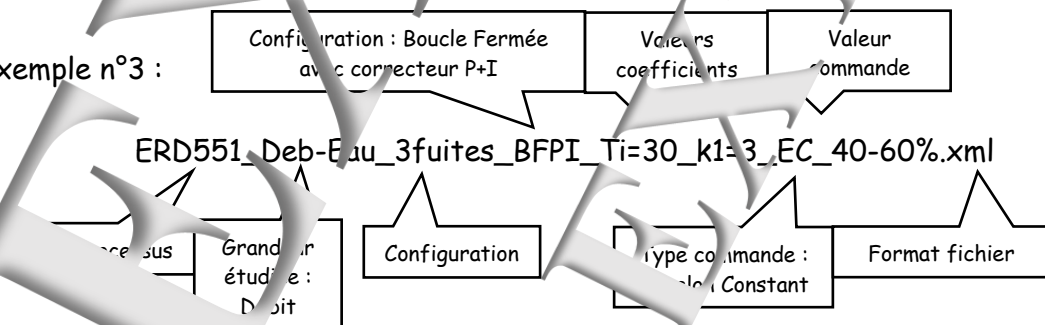 Configuration : Boucle Fermée
avec correcteur P+I
Valeurs
coefficients
Valeur
commande
xemple n°3 :
ERD551_Deb-Eau_3fuites_BFPI_Ti=30_k1=3_EC_40-60%.xml
Grandeur
étudiée :
Débit
Configuration
Type commande :
Constant
Format fichier